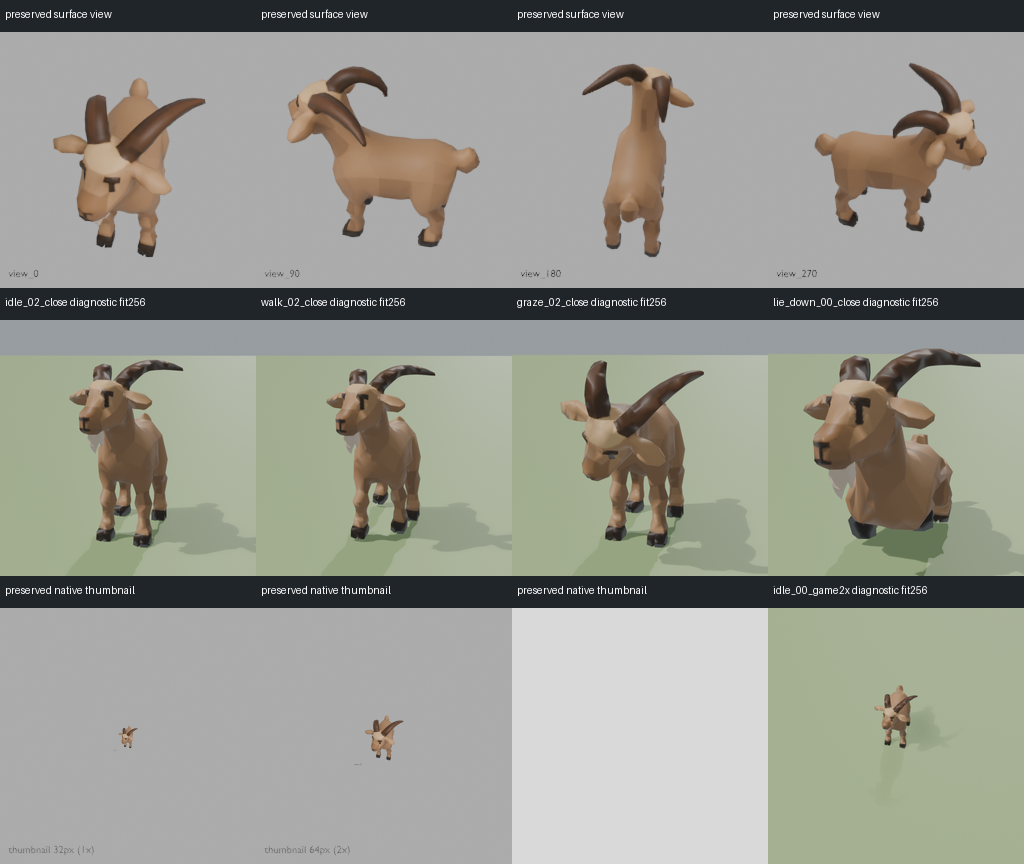 preserved surface view
preserved surface view
preserved surface view
preserved surface view
view_0
view_90
view_180
view_270
idle_02_close diagnostic fit256
walk_02_close diagnostic fit256
graze_02_close diagnostic fit256
lie_down_00_close diagnostic fit256
preserved native thumbnail
preserved native thumbnail
preserved native thumbnail
idle_00_game2x diagnostic fit256
thumbnail 32px (1x)
thumbnail 64px (2x)